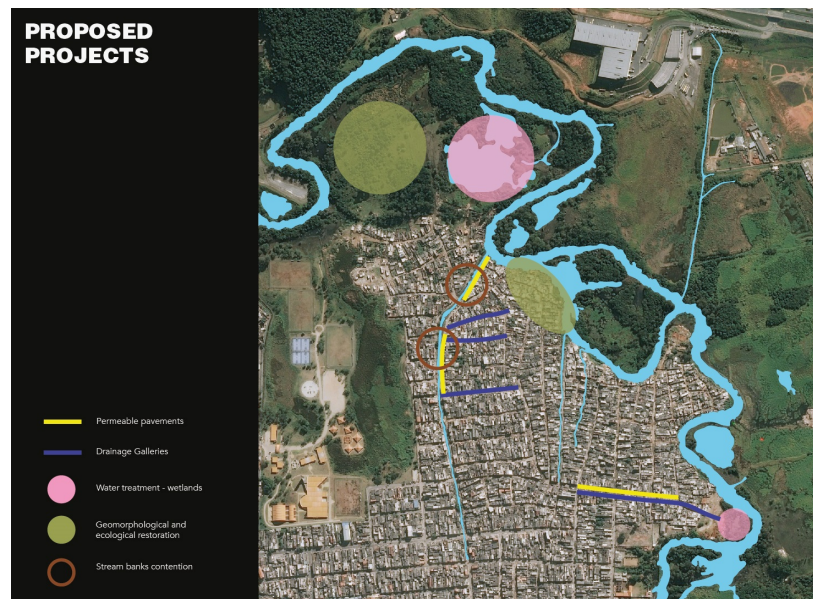 PROPOSED
PROJECTS
Permeable pavements
Drainage Galleries
Water treatment - wetlands
Geomorphological and
ecological restoration
Stream banks contention